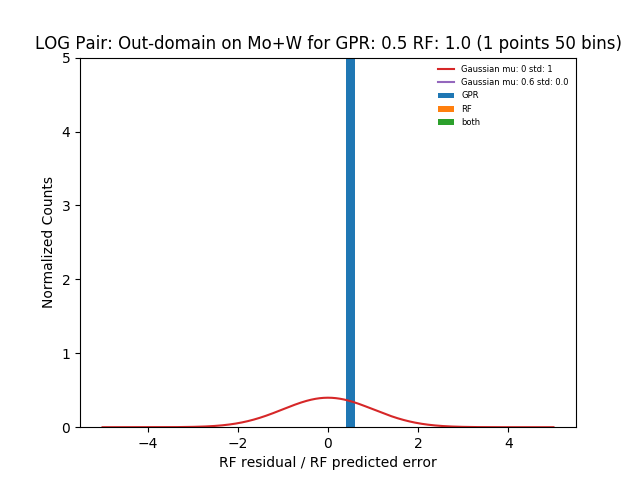 LOG Pair: Out-domain on Mo+W for GPR: 0.5 RF: 1.0 (1 points 50 bins)
Gaussian mu: 0 std: 1
Gaussian mu: 0.6 std: 0.0
GPR
RF
both
Normalized Counts
5
4
3
2
1
0
−4
−2
0
2
4
RF residual / RF predicted error